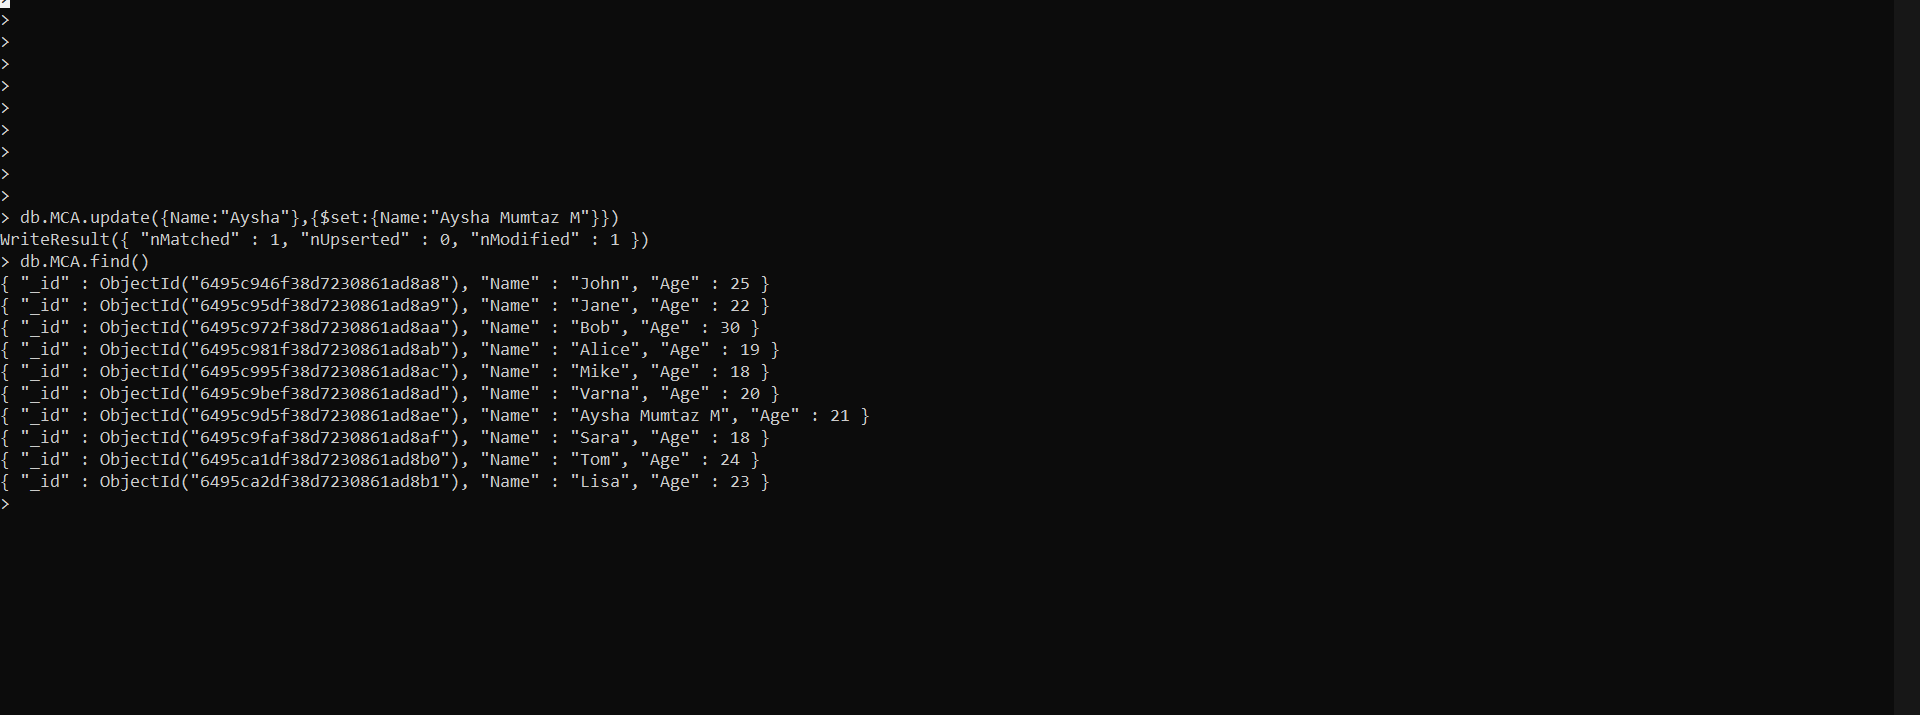 >
>
>
>
>
>
>
>
>
> db.MCA.update({Name:"Aysha"},{$set:{Name:"Aysha Mumtaz M"}})
WriteResult({ "nMatched" : 1, "nUpserted" : 0, "nModified" : 1 })
> db.MCA.find()
{ "_id" : ObjectId("6495c946f38d7230861ad8a8"), "Name" : "John", "Age" : 25 }
{ "_id" : ObjectId("6495c95df38d7230861ad8a9"), "Name" : "Jane", "Age" : 22 }
{ "_id" : ObjectId("6495c972f38d7230861ad8aa"), "Name" : "Bob", "Age" : 30 }
{ "_id" : ObjectId("6495c981f38d7230861ad8ab"), "Name" : "Alice", "Age" : 19 }
{ "_id" : ObjectId("6495c995f38d7230861ad8ac"), "Name" : "Mike", "Age" : 18 }
{ "_id" : ObjectId("6495c9bef38d7230861ad8ad"), "Name" : "Varna", "Age" : 20 }
{ "_id" : ObjectId("6495c9d5f38d7230861ad8ae"), "Name" : "Aysha Mumtaz M", "Age" : 21 }
{ "_id" : ObjectId("6495c9faf38d7230861ad8af"), "Name" : "Sara", "Age" : 18 }
{ "_id" : ObjectId("6495ca1df38d7230861ad8b0"), "Name" : "Tom", "Age" : 24 }
{ "_id" : ObjectId("6495ca2df38d7230861ad8b1"), "Name" : "Lisa", "Age" : 23 }
>